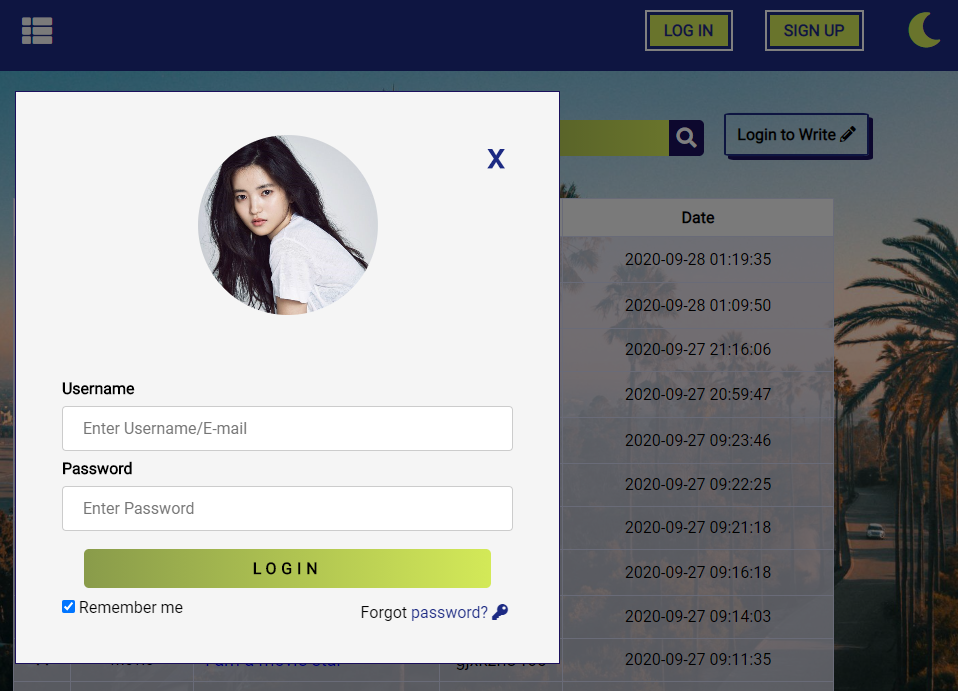 LOG IN
SIGN UP
X
Login to Write
Date
2020-09-28 01:19:35
2020-09-28 01:09:50
2020-09-27 21:16:06
Username
2020-09-27 20:59:47
Enter Username/E-mail
2020-09-27 09:23:46
Password
2020-09-27 09:22:25
Enter Password
2020-09-27 09:21:18
LOGIN
2020-09-27 09:16:18
Remember me
Forgot password?
2020-09-27 09:14:03
2020-09-27 09:11:35